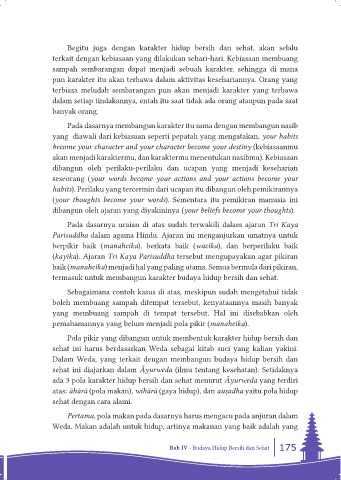 Begitu juga dengan karakter hidup bersih dan sehat, akan selalu
terkait dengan kebiasaan yang dilakukan sehari-hari. Kebiasaan membuang
sampah sembarangan dapat menjadi sebuah karakter, sehingga di mana
pun karakter itu akan terbawa dalam aktivitas kesehariannya. Orang yang
terbiasa meludah sembarangan pun akan menjadi karakter yang terbawa
dalam setiap tindakannya, entah itu saat tidak ada orang ataupun pada saat
banyak orang.
Pada dasarnya membangun karakter itu sama dengan membangun nasib
yang diawali dari kebiasaan seperti pepatah yang mengatakan, your habits
become your character and your character become your destiny (kebiasaanmu
akan menjadi karaktermu, dan karaktermu menentukan nasibmu). Kebiasaan
dibangun oleh perilaku-perilaku dan ucapan yang menjadi keseharian
seseorang (your words become your actions and your actions become your
habits). Perilaku yang tercermin dari ucapan itu dibangun oleh pemikirannya
(your thoughts become your words). Sementara itu pemikiran manusia ini
dibangun oleh ajaran yang diyakininya (your beliefs become your thoughts).
Pada dasarnya uraian di atas sudah terwakili dalam ajaran Tri Kaya
Parisuddha dalam agama Hindu. Ajaran ini menganjurkan umatnya untuk
berpikir baik (manahcika), berkata baik (wacika), dan berperilaku baik
(kayika). Ajaran Tri Kaya Parisuddha tersebut mengupayakan agar pikiran
baik (manahcika) menjadi hal yang paling utama. Semua bermula dari pikiran,
termasuk untuk membangun karakter budaya hidup bersih dan sehat.
Sebagaimana contoh kasus di atas, meskipun sudah mengetahui tidak
boleh membuang sampah ditempat tersebut, kenyataannya masih banyak
yang membuang sampah di tempat tersebut. Hal ini disebabkan oleh
pemahamannya yang belum menjadi pola pikir (manahcika).
Pola pikir yang dibangun untuk membentuk karakter hidup bersih dan
sehat ini harus berdasarkan Weda sebagai kitab suci yang kalian yakini.
Dalam Weda, yang terkait dengan membangun budaya hidup bersih dan
sehat ini diajarkan dalam Āyurweda (ilmu tentang kesehatan). Setidaknya
ada 3 pola karakter hidup bersih dan sehat menurut Āyurweda yang terdiri
atas: āhārā (pola makan), wihārā (gaya hidup), dan auṣadha yaitu pola hidup
sehat dengan cara alami.
Pertama, pola makan pada dasarnya harus mengacu pada anjuran dalam
Weda. Makan adalah untuk hidup, artinya makanan yang baik adalah yang
Bab IV - Budaya Hidup Bersih dan Sehat 175